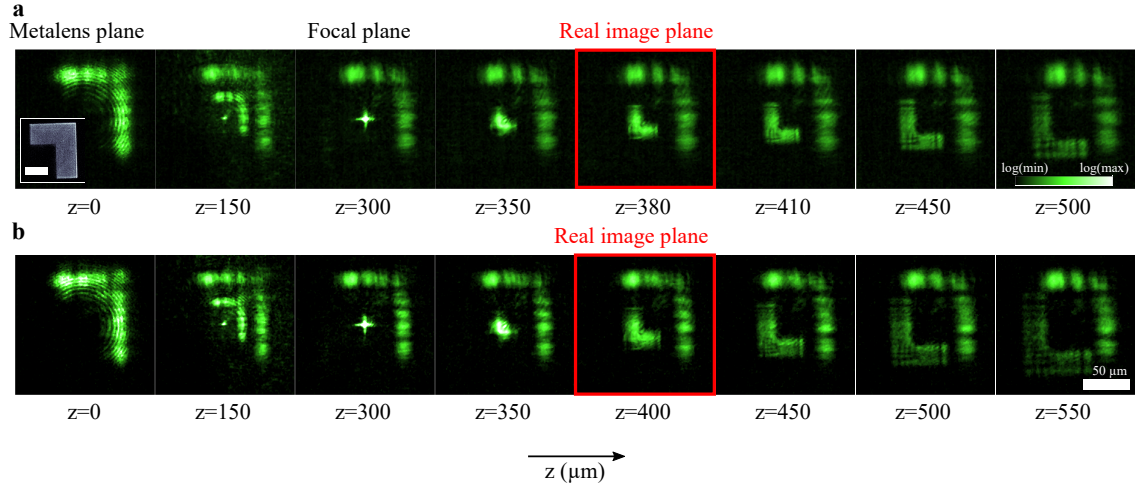 a
Metalens plane Focal plane Real image plane
log(min) log(max)
z=0 z=150 z=300 z=350 z=380 z=410 z=450 z=500
b
Real image plane
50 µm
z=0 z=150 z=300 z=350 z=400 z=450 z=500 z=550
z (µm)